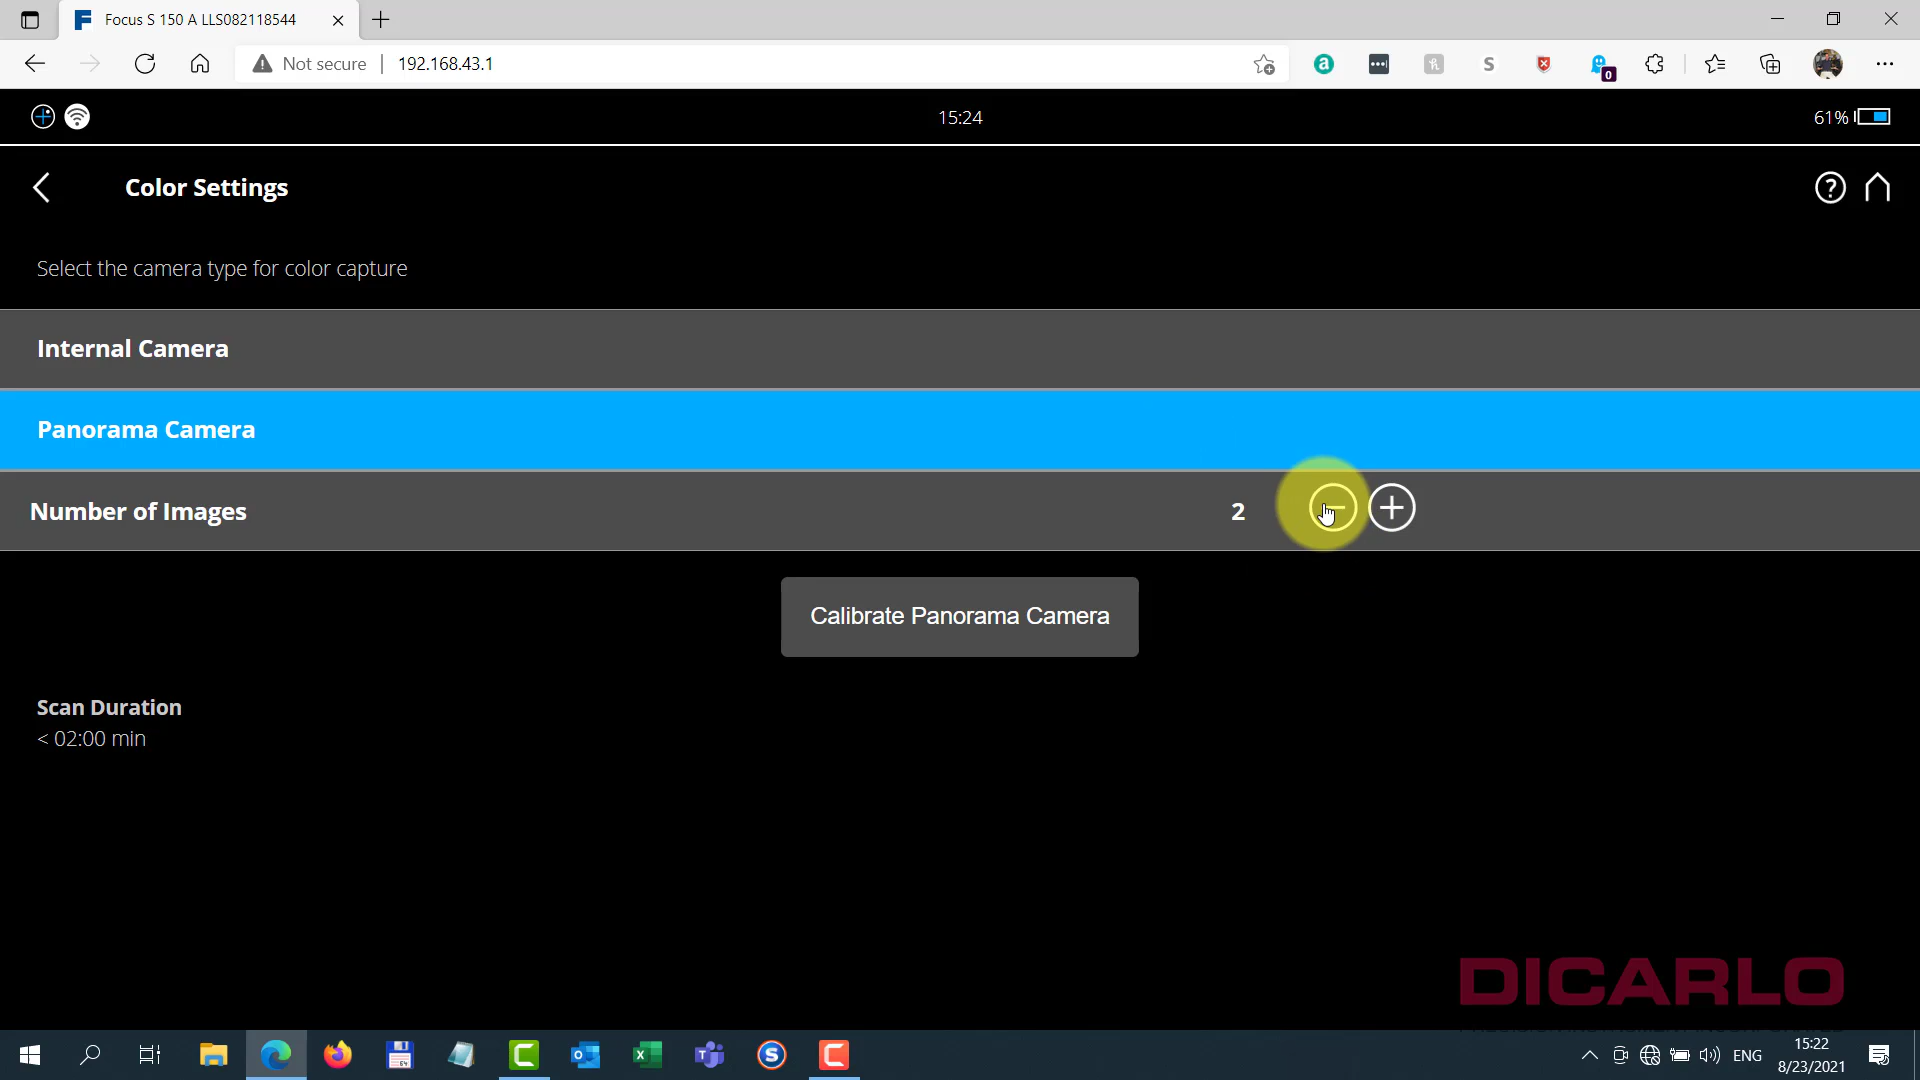 Focus S 150 A LLS082118544
Not secure
192.168.43.1
0
15:24
61%
Color Settings
Select the camera type for color capture
Internal Camera
Panorama Camera
Number of Images
2
Calibrate Panorama Camera
Scan Duration
< 02:00 min
DICARLO
ENG
15:22
8/23/2021